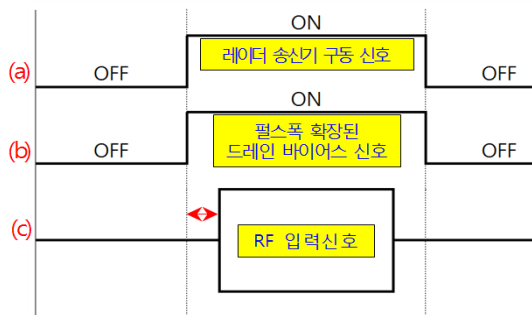 ON
(a)
OFF
레이더 송신기 구동 신호
OFF
ON
(b)
OFF
펄스폭 확장된
드레인 바이어스 신호
OFF
(c)
RF 입력신호